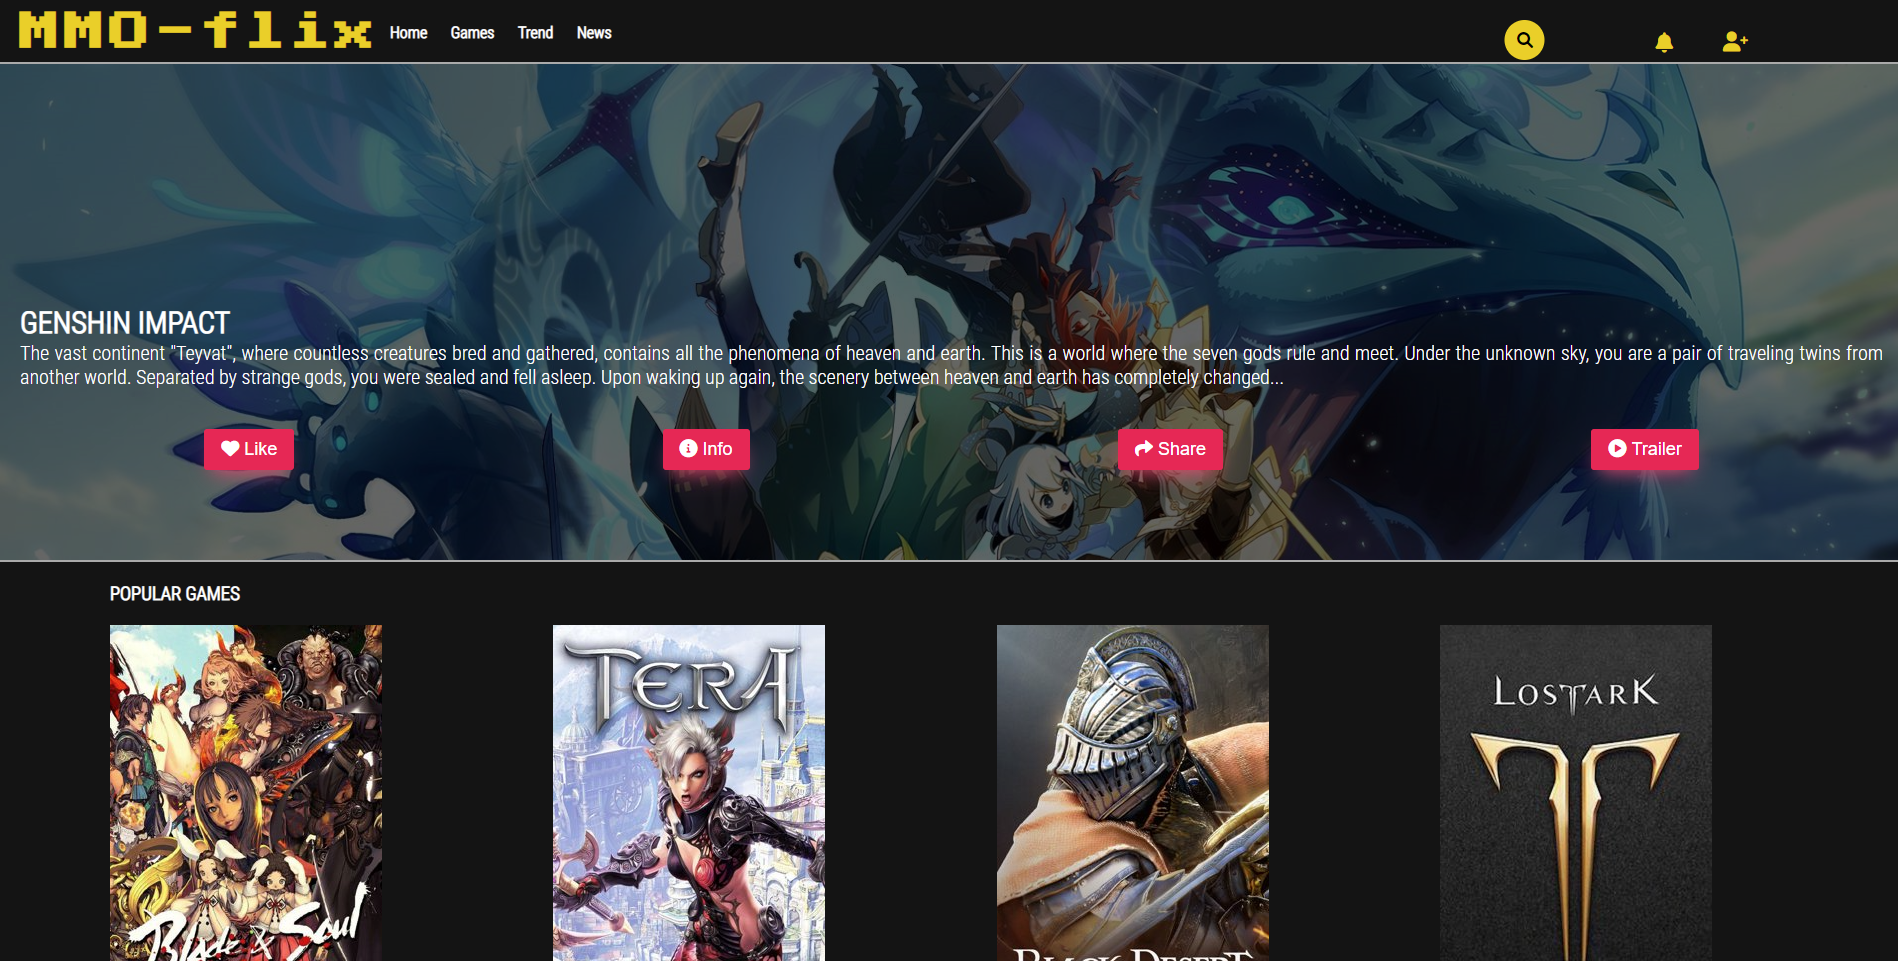 MMO-flix Home Games Trend News
GENSHIN IMPACT
The vast continent "Teyvat", where countless creatures bred and gathered, contains all the phenomena of heaven and earth. This is a world where the seven gods rule and meet. Under the unknown sky, you are a pair of traveling twins from
another world. Separated by strange gods, you were sealed and fell asleep. Upon waking up again, the scenery between heaven and earth has completely changed...
Like Info Share Trailer
POPULAR GAMES
TERA
LOST ARK
Blade & Soul
BLACK DESERT